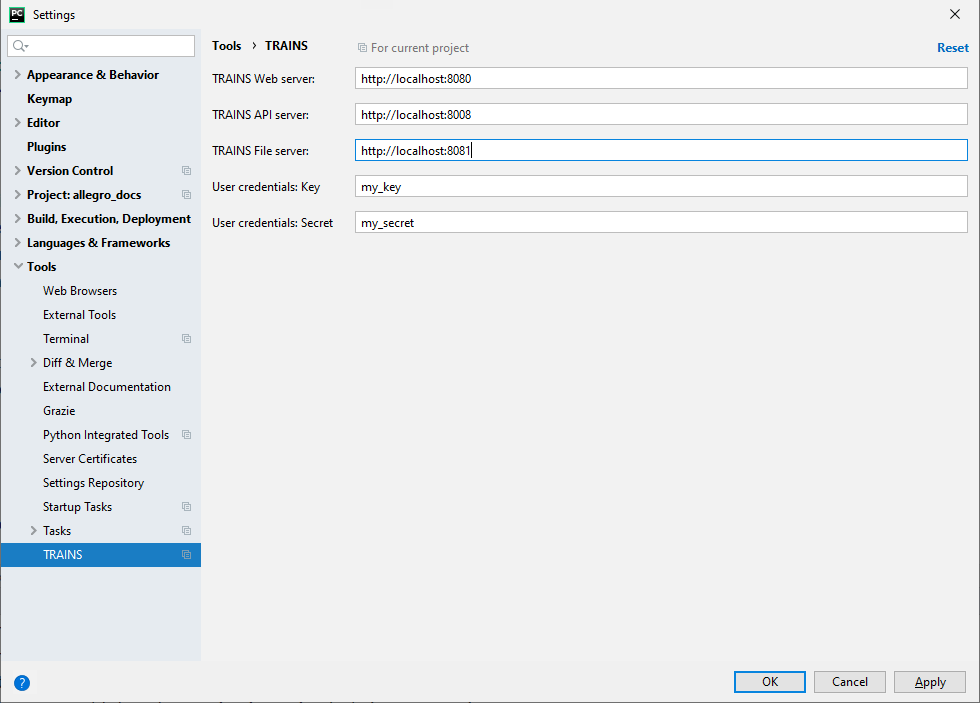 PC Settings
Tools › TRAINS For current project Reset
Appearance & Behavior
Keymap
Editor
Plugins
Version Control
Project: allegro_docs
Build, Execution, Deployment
Languages & Frameworks
Tools
Web Browsers
External Tools
Terminal
Diff & Merge
External Documentation
Grazie
Python Integrated Tools
Server Certificates
Settings Repository
Startup Tasks
Tasks
TRAINS
TRAINS Web server: http://localhost:8080
TRAINS API server: http://localhost:8008
TRAINS File server: http://localhost:8081
User credentials: Key my_key
User credentials: Secret my_secret
? OK Cancel Apply